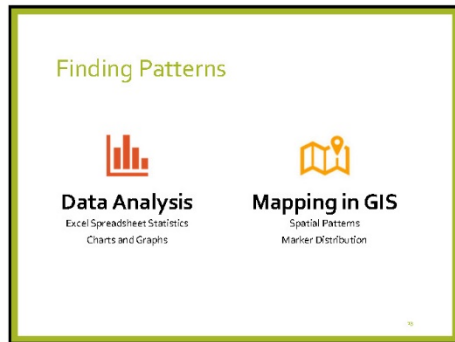 Finding Patterns
Data Analysis
Excel Spreadsheet Statistics
Charts and Graphs
Mapping in GIS
Spatial Patterns
Marker Distribution